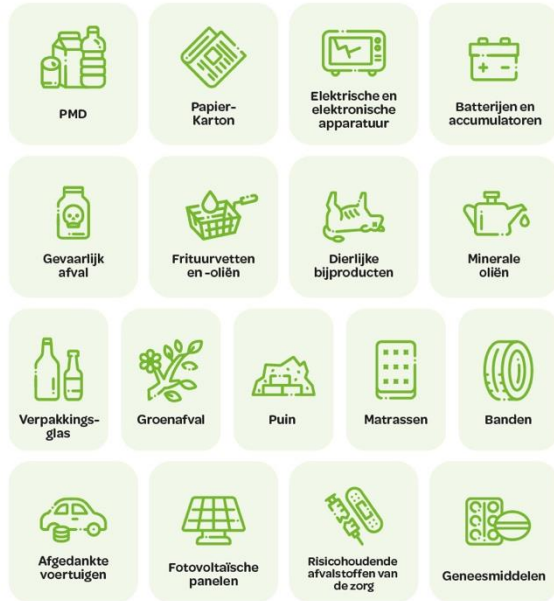 PMD
Papier-
Karton
Elektrische en
elektronische
apparatuur
Batterijen en
accumulatoren
Gevaarlijk
afval
Frituurvetten
en -oliën
Dierlijke
bijproducten
Minerale
oliën
Verpakkings-
glas
Groenafval
Puin
Matrassen
Banden
Afgedankte
voertuigen
Fotovoltaïsche
panelen
Risicohoudende
afvalstoffen van
de zorg
Geneesmiddelen